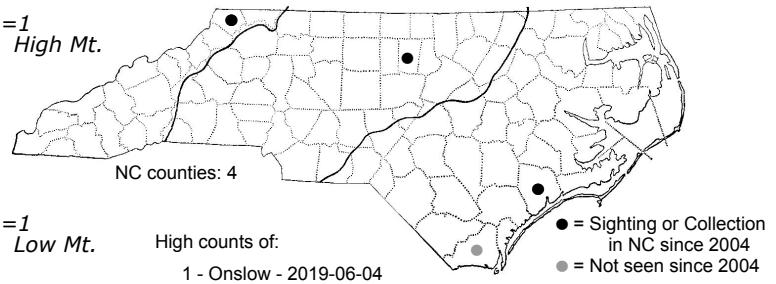 =1
High Mt.
NC counties: 4
=1
Low Mt.
High counts of:
1 - Onslow - 2019-06-04
= Sighting or Collection
in NC since 2004
= Not seen since 2004